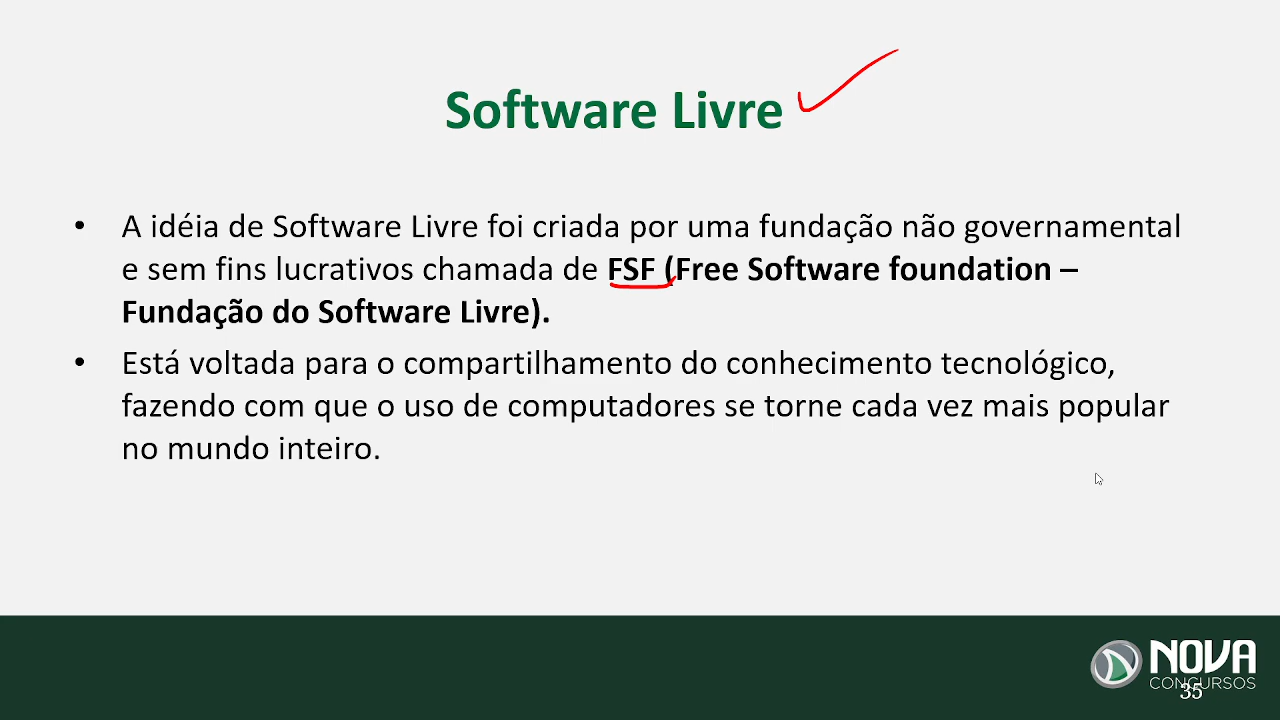 Software Livre
• A idéia de Software Livre foi criada por uma fundação não governamental
e sem fins lucrativos chamada de FSF (Free Software foundation –
Fundação do Software Livre).
• Está voltada para o compartilhamento do conhecimento tecnológico,
fazendo com que o uso de computadores se torne cada vez mais popular
no mundo inteiro.
NOVA
CONCURSOS
35